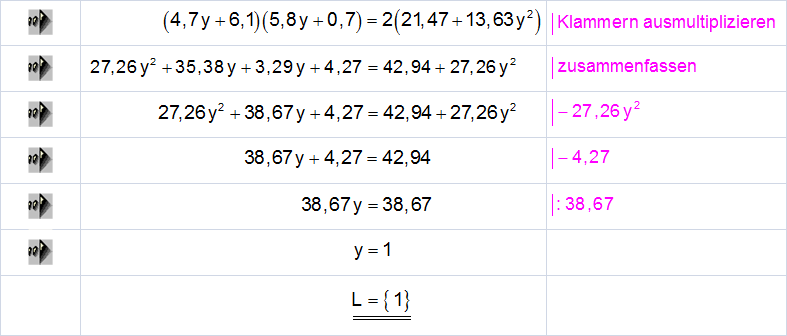 (4,7y + 6,1)(5,8y + 0,7) = 2(21,47 + 13,63y²) | Klammern ausmultiplizieren
27,26y² + 35,38y + 3,29y + 4,27 = 42,94 + 27,26y² | zusammenfassen
27,26y² + 38,67y + 4,27 = 42,94 + 27,26y² | − 27,26y²
38,67y + 4,27 = 42,94 | − 4,27
38,67y = 38,67 | : 38,67
y = 1
L = {1}